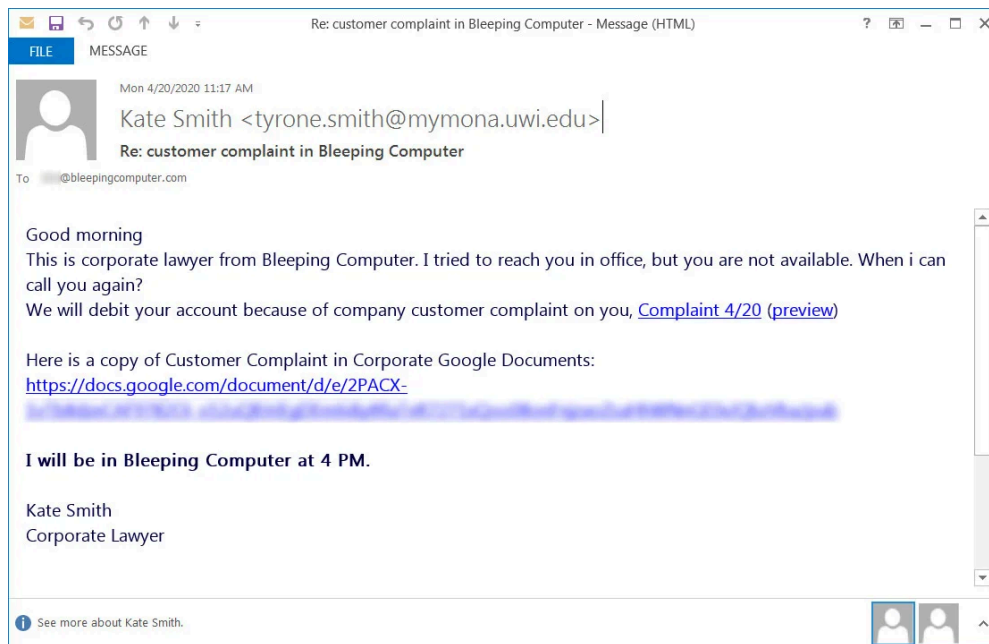 Re: customer complaint in Bleeping Computer - Message (HTML)
FILE MESSAGE
Mon 4/20/2020 11:17 AM
Kate Smith <tyrone.smith@mymona.uwi.edu>
Re: customer complaint in Bleeping Computer
To @bleepingcomputer.com
Good morning
This is corporate lawyer from Bleeping Computer. I tried to reach you in office, but you are not available. When i can
call you again?
We will debit your account because of company customer complaint on you, Complaint 4/20 (preview)
Here is a copy of Customer Complaint in Corporate Google Documents:
https://docs.google.com/document/d/e/2PACX-
I will be in Bleeping Computer at 4 PM.
Kate Smith
Corporate Lawyer
See more about Kate Smith.